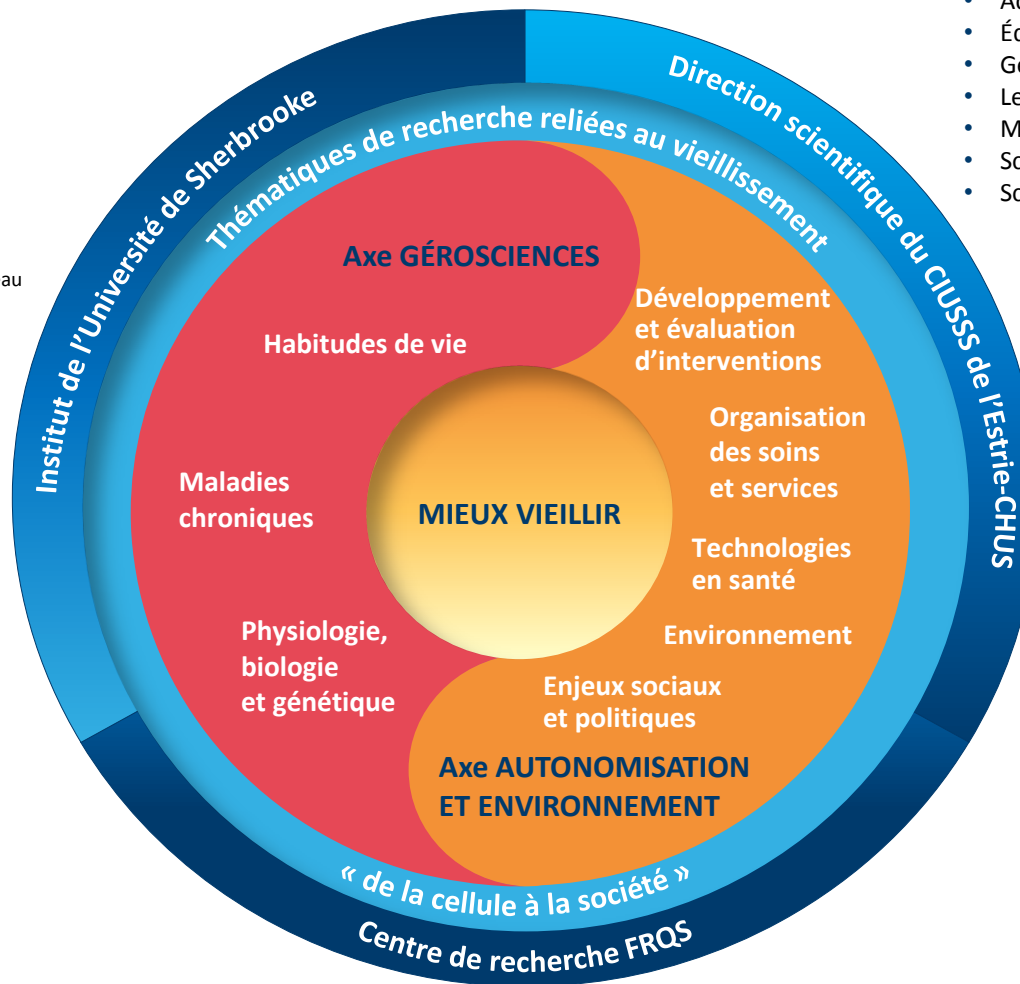 Institut de l'Université de Sherbrooke
Direction scientifique du CIUSSS de l'Estrie-CHUS
Thématiques de recherche reliées au vieillissement
Axe GÉROSCIENCES
Habitudes de vie
Maladies
chroniques
Physiologie,
biologie
et génétique
MIEUX VIEILLIR
Développement
et évaluation
d'interventions
Organisation
des soins
et services
Technologies
en santé
Environnement
Enjeux sociaux
et politiques
Axe AUTONOMISATION
ET ENVIRONNEMENT
« de la cellule à la société »
Centre de recherche FRQS